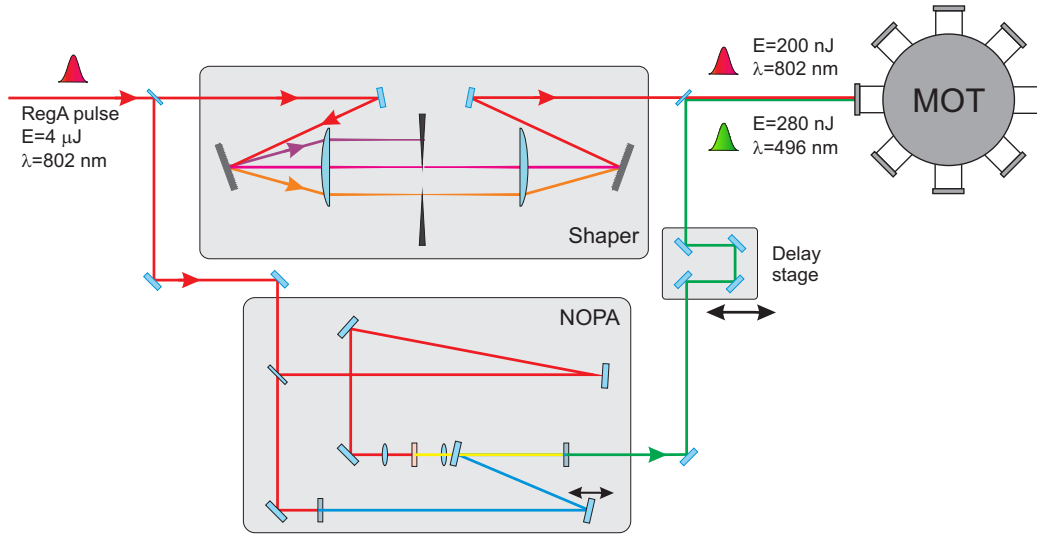 RegA pulse
E=4 μJ
λ=802 nm
Shaper
E=200 nJ
λ=802 nm
E=280 nJ
λ=496 nm
MOT
Delay
stage
NOPA